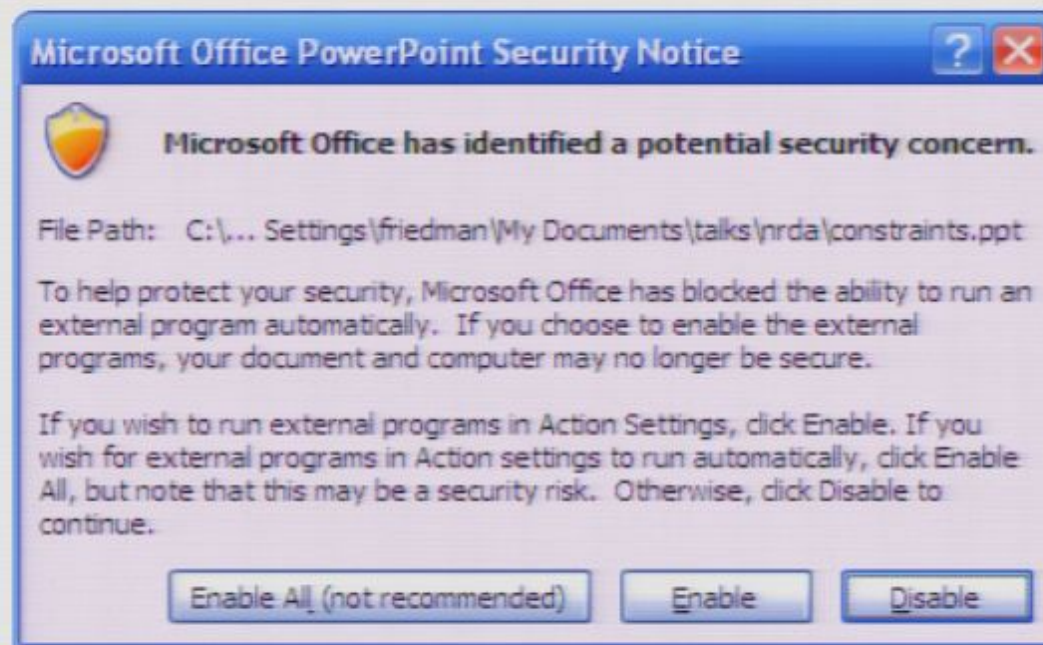 Microsoft Office PowerPoint Security Notice
Microsoft Office has identified a potential security concern.
File Path: C:\... Settings\friedman\My Documents\talks\nrda\constraints.ppt
To help protect your security, Microsoft Office has blocked the ability to run an
external program automatically. If you choose to enable the external
programs, your document and computer may no longer be secure.
If you wish to run external programs in Action Settings, click Enable. If you
wish for external programs in Action settings to run automatically, click Enable
All, but note that this may be a security risk. Otherwise, click Disable to
continue.
Enable All (not recommended) Enable Disable